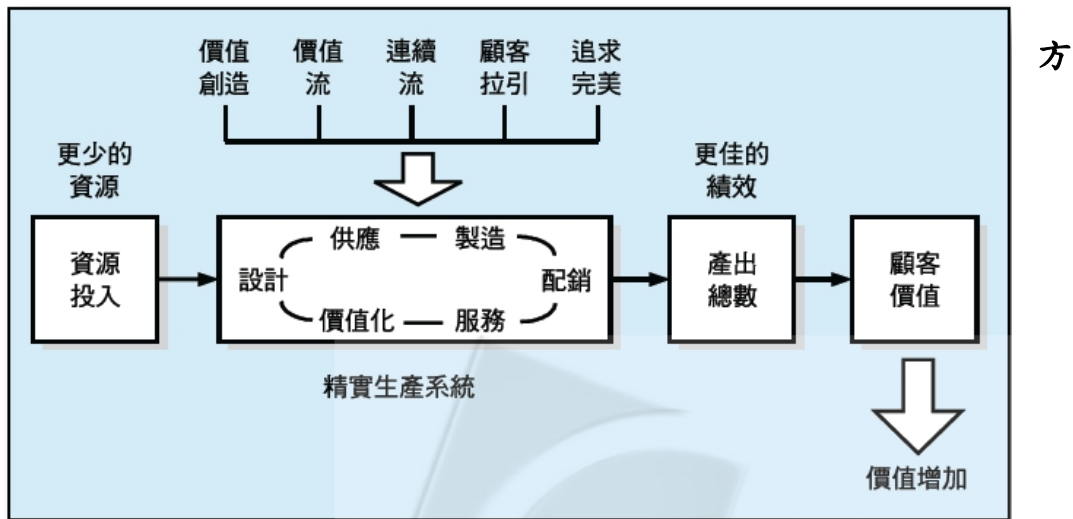 價值 價值 連續 顧客 追求
創造 流 流 拉引 完美
方
更少的
資源
更佳的
績效
資源
投入
供應 製造
設計 配銷
價值化 服務
產出
總數
顧客
價值
精實生產系統
價值增加